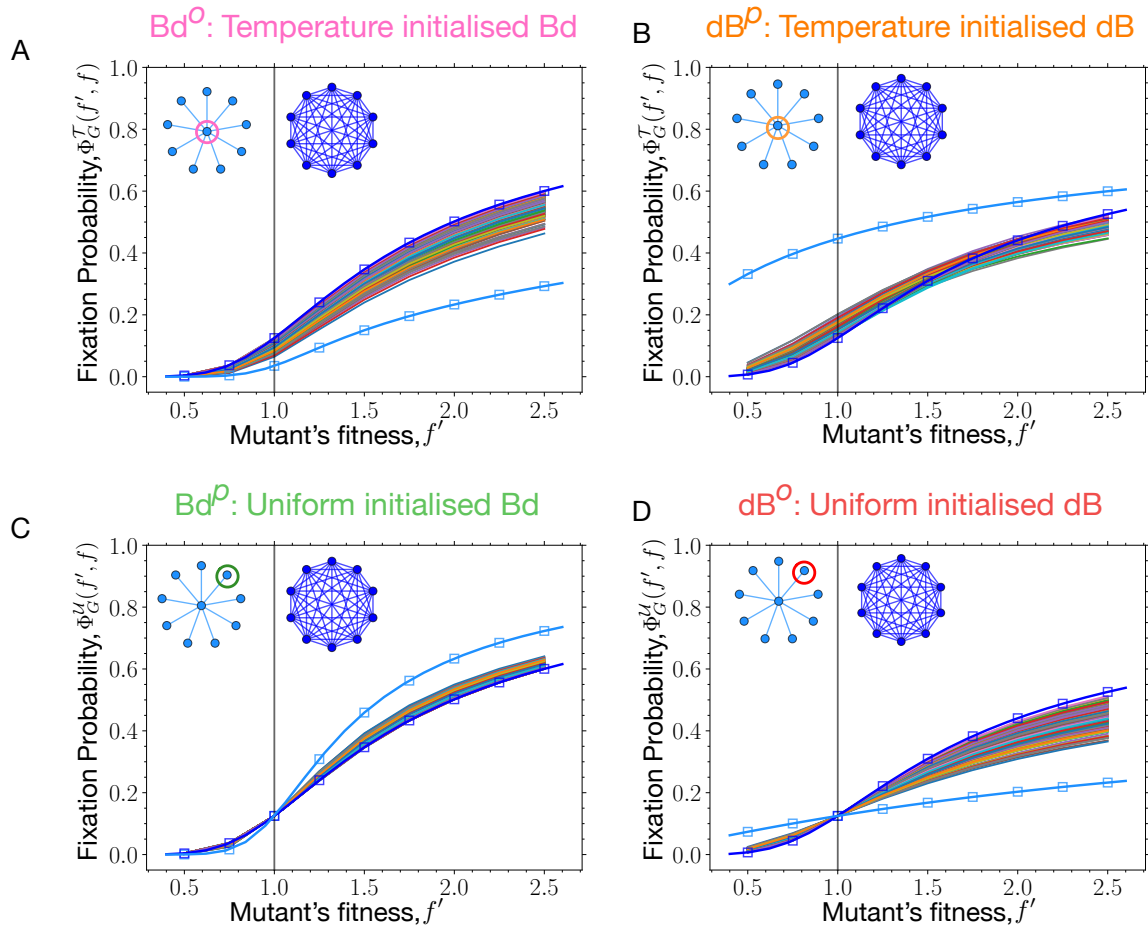 A
Bd^o: Temperature initialised Bd
Fixation Probability, Φ_G^𝒯(f′, f)
1.0
0.8
0.6
0.4
0.2
0.0
0.5 1.0 1.5 2.0 2.5
Mutant's fitness, f′
B
dB^p: Temperature initialised dB
Fixation Probability, Φ_G^𝒯(f′, f)
1.0
0.8
0.6
0.4
0.2
0.0
0.5 1.0 1.5 2.0 2.5
Mutant's fitness, f′
C
Bd^p: Uniform initialised Bd
Fixation Probability, Φ_G^𝒰(f′, f)
1.0
0.8
0.6
0.4
0.2
0.0
0.5 1.0 1.5 2.0 2.5
Mutant's fitness, f′
D
dB^o: Uniform initialised dB
Fixation Probability, Φ_G^𝒰(f′, f)
1.0
0.8
0.6
0.4
0.2
0.0
0.5 1.0 1.5 2.0 2.5
Mutant's fitness, f′